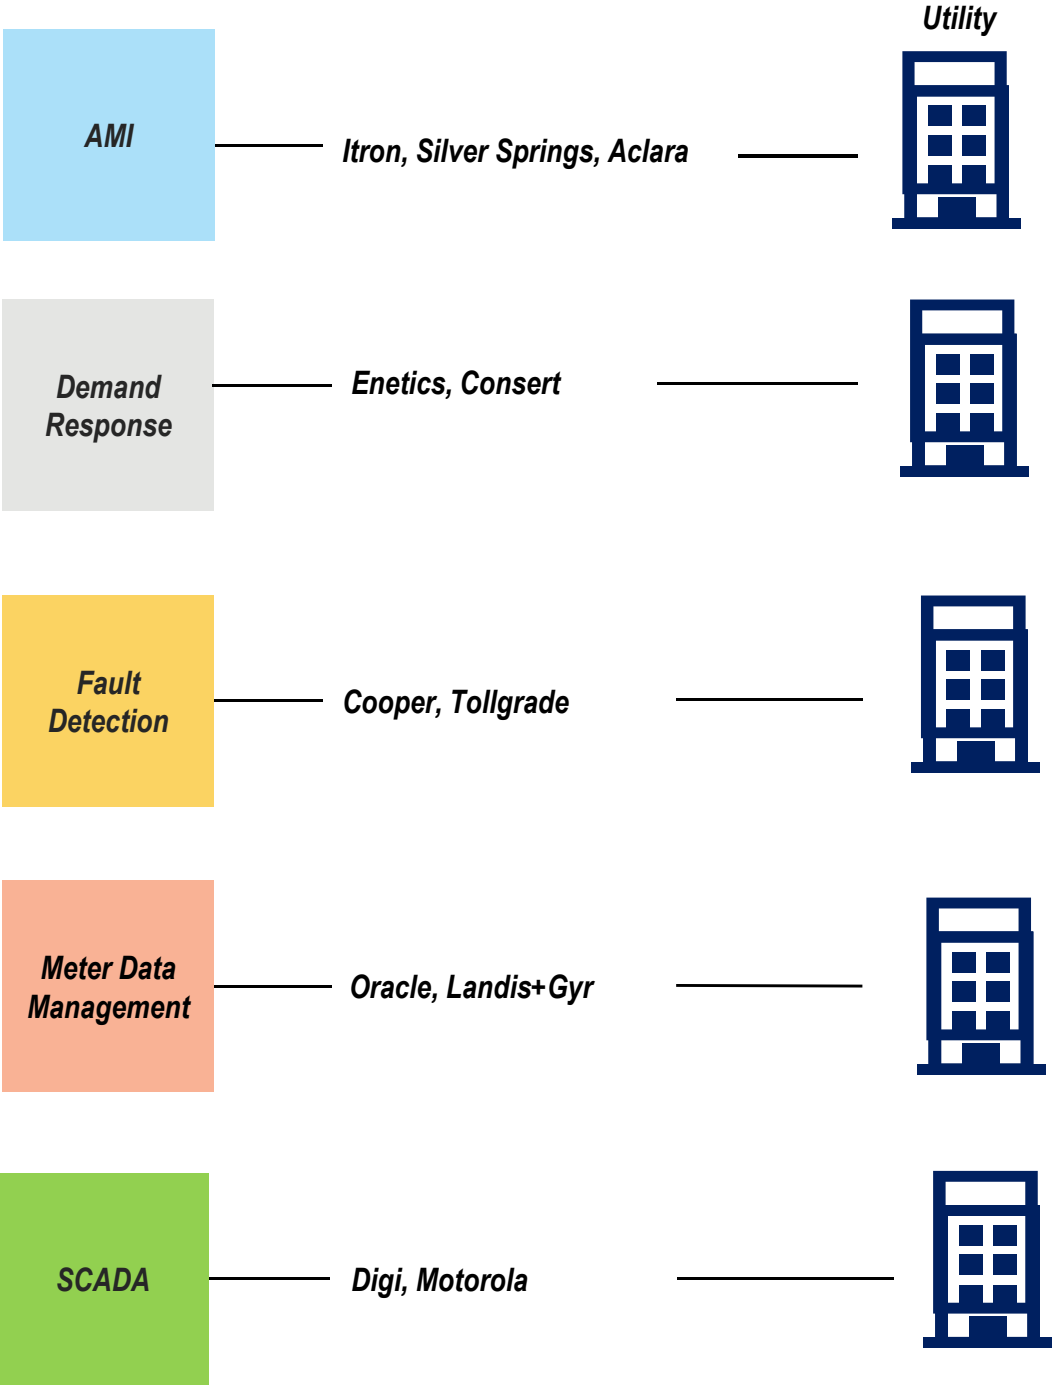 Utility
AMI
Itron, Silver Springs, Aclara
Demand
Response
Enetics, Consert
Fault
Detection
Cooper, Tollgrade
Meter Data
Management
Oracle, Landis+Gyr
SCADA
Digi, Motorola